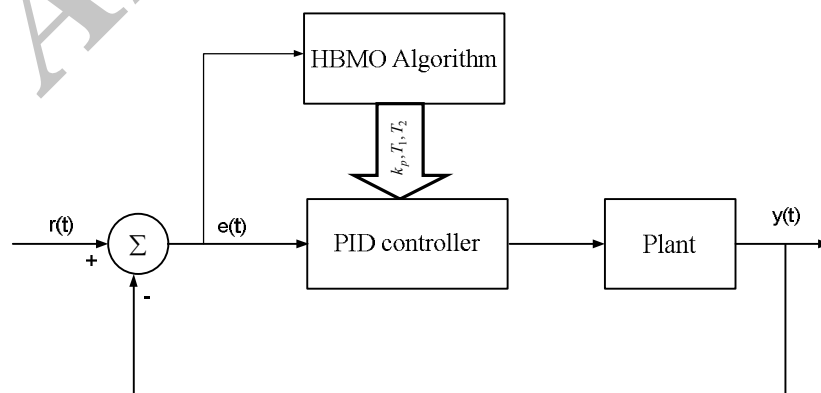 HBMO Algorithm
k_p, T_1, T_2
r(t)
+
Σ
-
e(t)
PID controller
Plant
y(t)